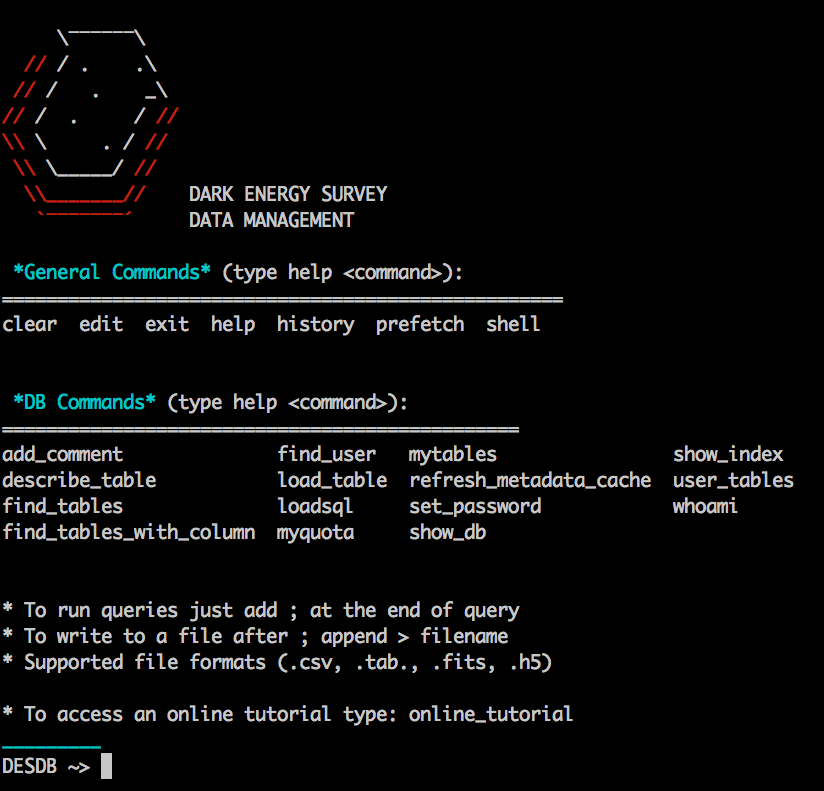 DARK ENERGY SURVEY
DATA MANAGEMENT
*General Commands* (type help <command>):
clear edit exit help history prefetch shell
*DB Commands* (type help <command>):
add_comment find_user mytables show_index
describe_table load_table refresh_metadata_cache user_tables
find_tables loadsql set_password whoami
find_tables_with_column myquota show_db
* To run queries just add ; at the end of query
* To write to a file after ; append > filename
* Supported file formats (.csv, .tab., .fits, .h5)
* To access an online tutorial type: online_tutorial
DESDB ~>